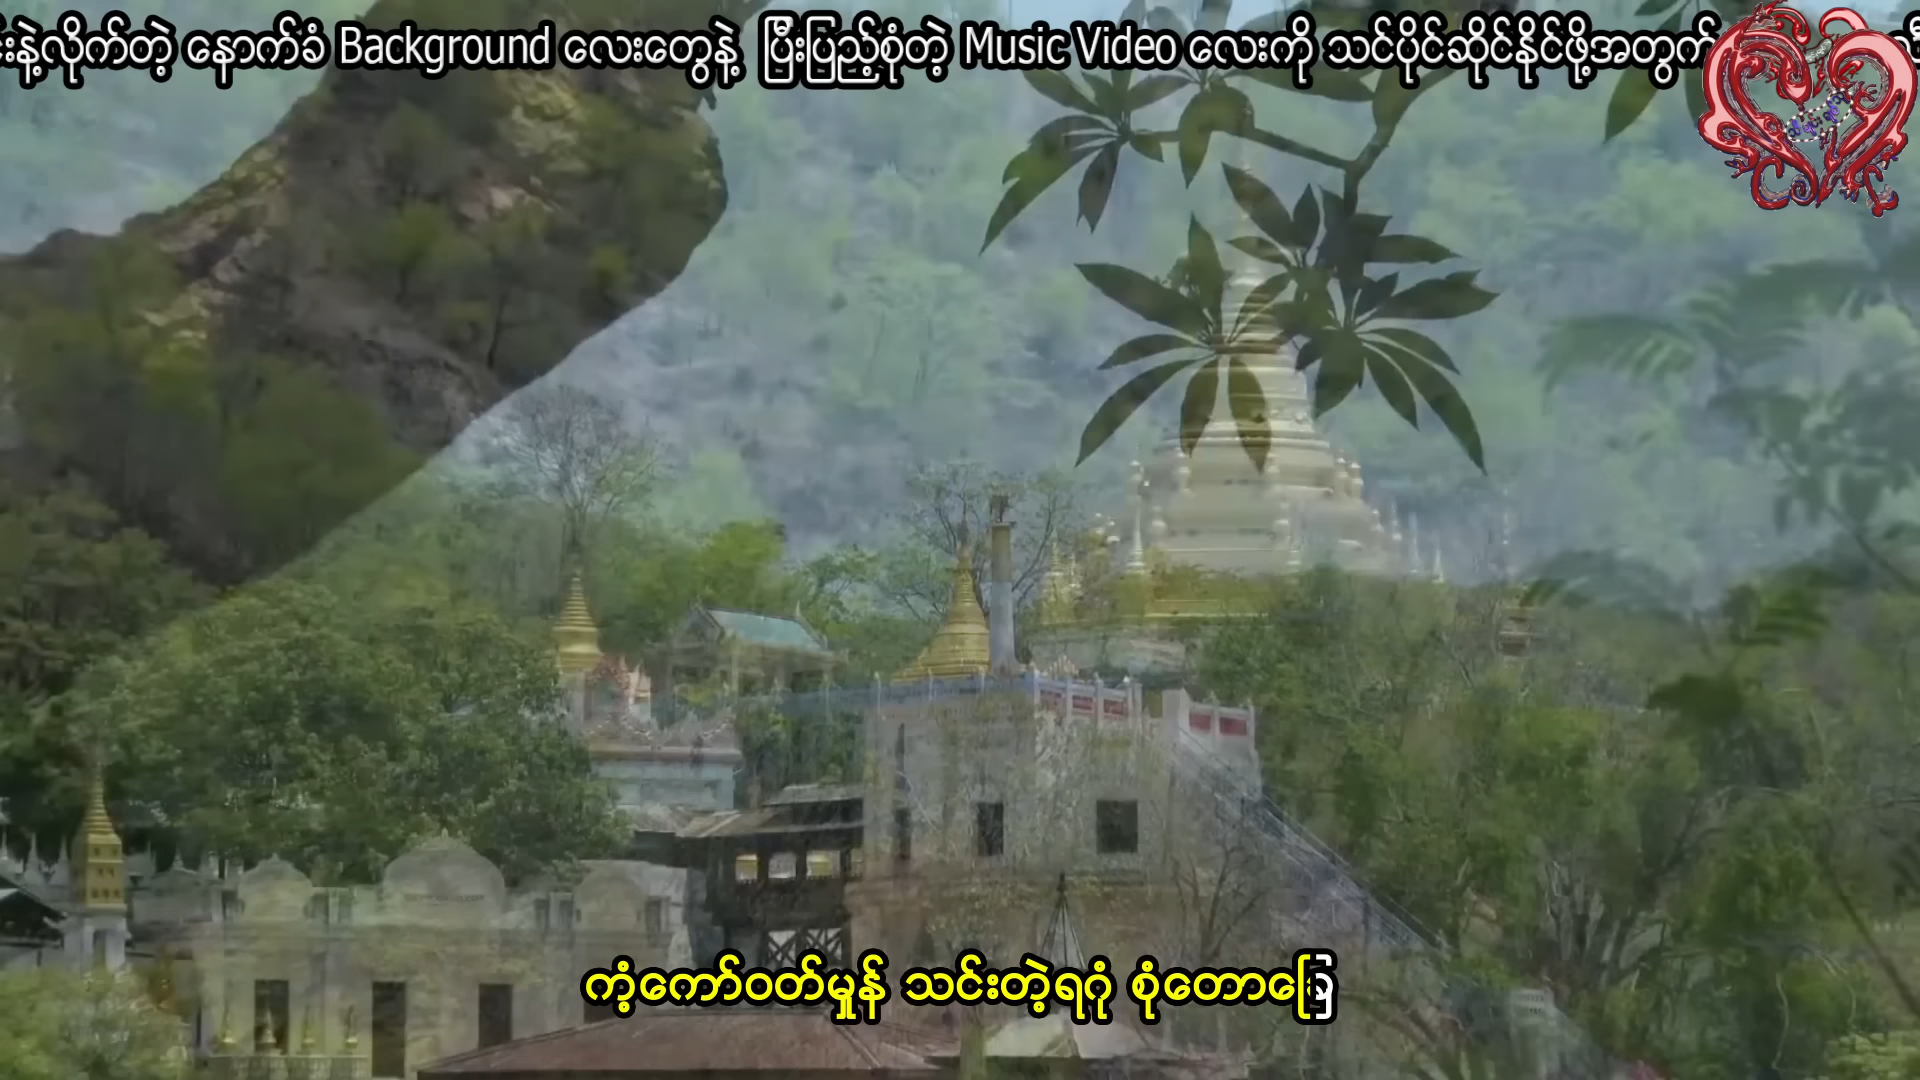 းနဲ့လိုက်တဲ့ နောက်ခံ Background လေးတွေနဲ့ ပြီးပြည့်စုံတဲ့ Music Video လေးကို သင်ပိုင်ဆိုင်နိုင်ဖို့အတွက်
ကံ့ကော်ဝတ်မှုန် သင်းတဲ့ရဂုံ စုံတောခြေ